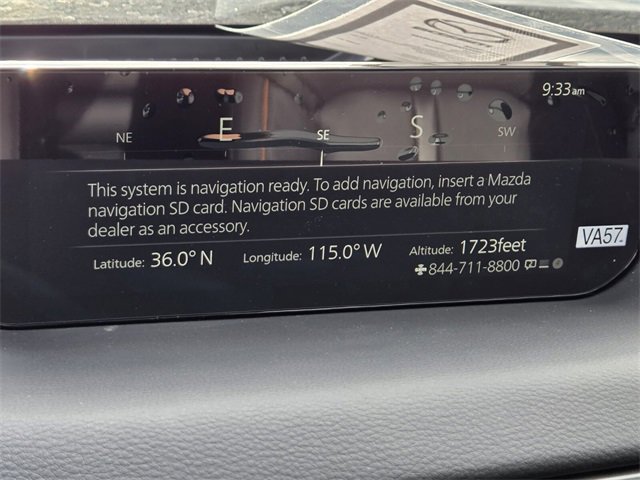 9:33 am
NE E SE S SW
This system is navigation ready. To add navigation, insert a Mazda
navigation SD card. Navigation SD cards are available from your
dealer as an accessory.
VA57
Latitude: 36.0° N Longitude: 115.0° W Altitude: 1723feet
844-711-8800